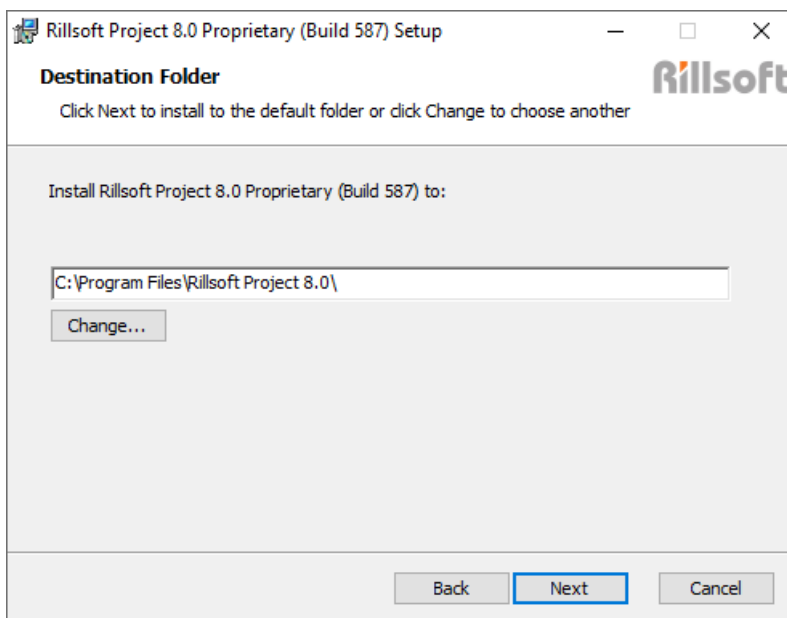 Rillsoft Project 8.0 Proprietary (Build 587) Setup
Destination Folder
Rillsoft
Click Next to install to the default folder or click Change to choose another
Install Rillsoft Project 8.0 Proprietary (Build 587) to:
C:\Program Files\Rillsoft Project 8.0\
Change...
Back
Next
Cancel